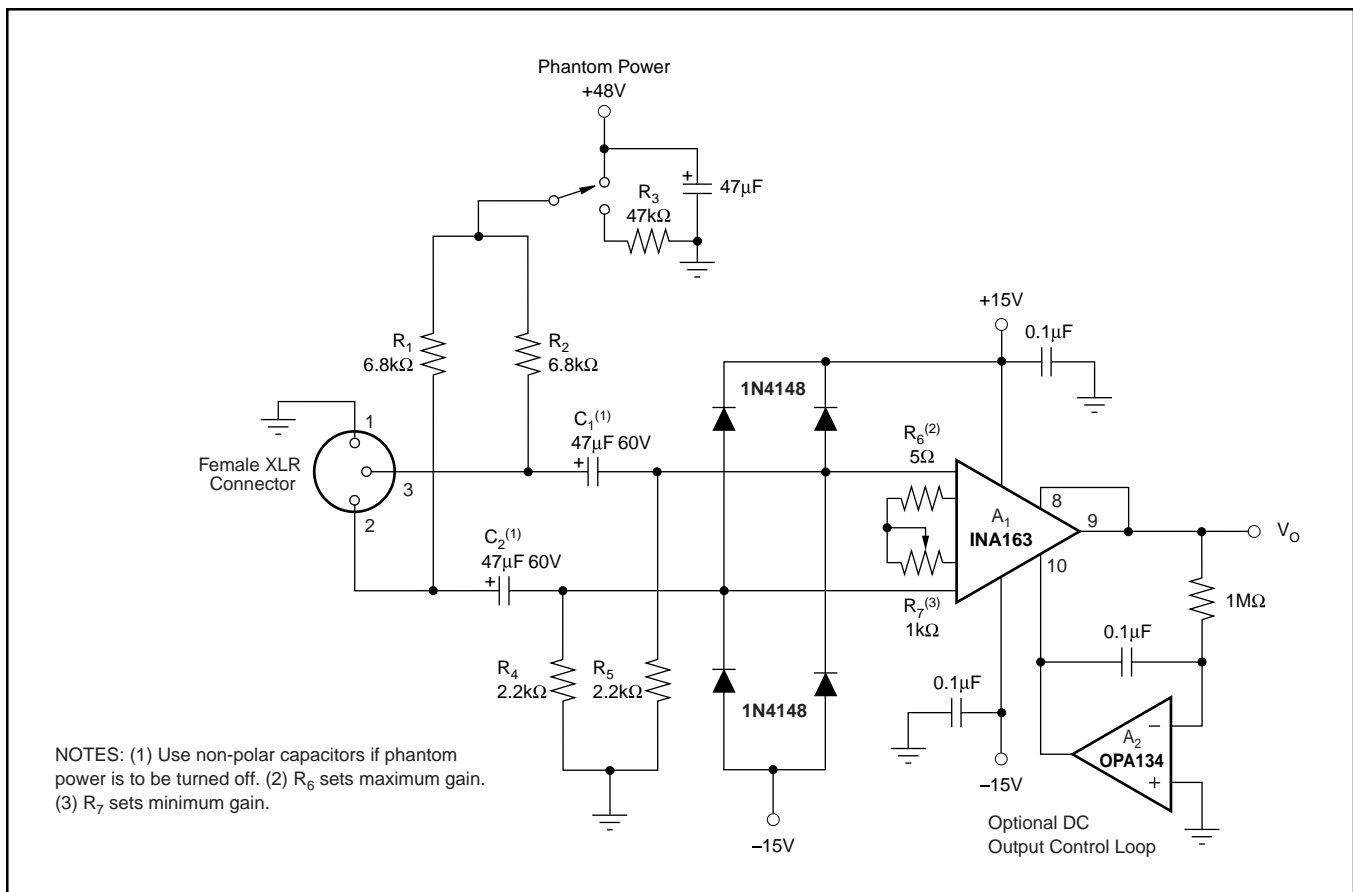 Phantom Power
+48V
+
47µF
R3
47kΩ
R1
6.8kΩ
R2
6.8kΩ
+15V
0.1µF
1N4148
1
Female XLR
Connector
3
2
C1(1)
47µF 60V
+
C2(1)
47µF 60V
+
R6(2)
5Ω
A1
INA163
8
9
10
VO
R7(3)
1kΩ
1MΩ
R4
2.2kΩ
R5
2.2kΩ
1N4148
0.1µF
0.1µF
–15V
–15V
A2
OPA134
–
+
Optional DC
Output Control Loop
NOTES: (1) Use non-polar capacitors if phantom
power is to be turned off. (2) R6 sets maximum gain.
(3) R7 sets minimum gain.